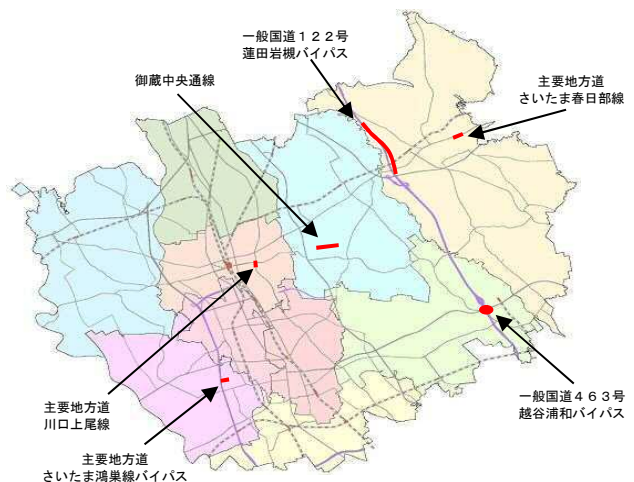 一般国道１２２号
蓮田岩槻バイパス
御蔵中央通線
主要地方道
さいたま春日部線
主要地方道
川口上尾線
一般国道４６３号
越谷浦和バイパス
主要地方道
さいたま鴻巣線バイパス